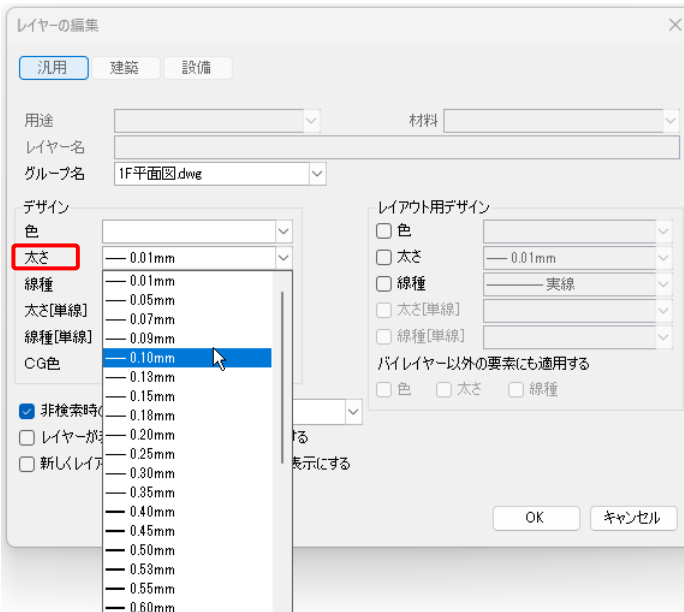 レイヤーの編集
汎用 建築 設備
用途 材料
レイヤー名
グループ名 1F平面図.dwg
デザイン レイアウト用デザイン
色 色
太さ 0.01mm 太さ 0.01mm
線種 0.01mm 線種 実線
0.05mm
太さ[単線] 0.07mm 太さ[単線]
線種[単線] 0.09mm 線種[単線]
CG色 0.10mm バイレイヤー以外の要素にも適用する
0.13mm 色 太さ 線種
0.15mm
非検索時 0.18mm
レイヤーが 0.20mm る
0.25mm
新しくレイア 0.30mm 表示にする
0.35mm
0.40mm OK キャンセル
0.45mm
0.50mm
0.53mm
0.55mm
0.60mm